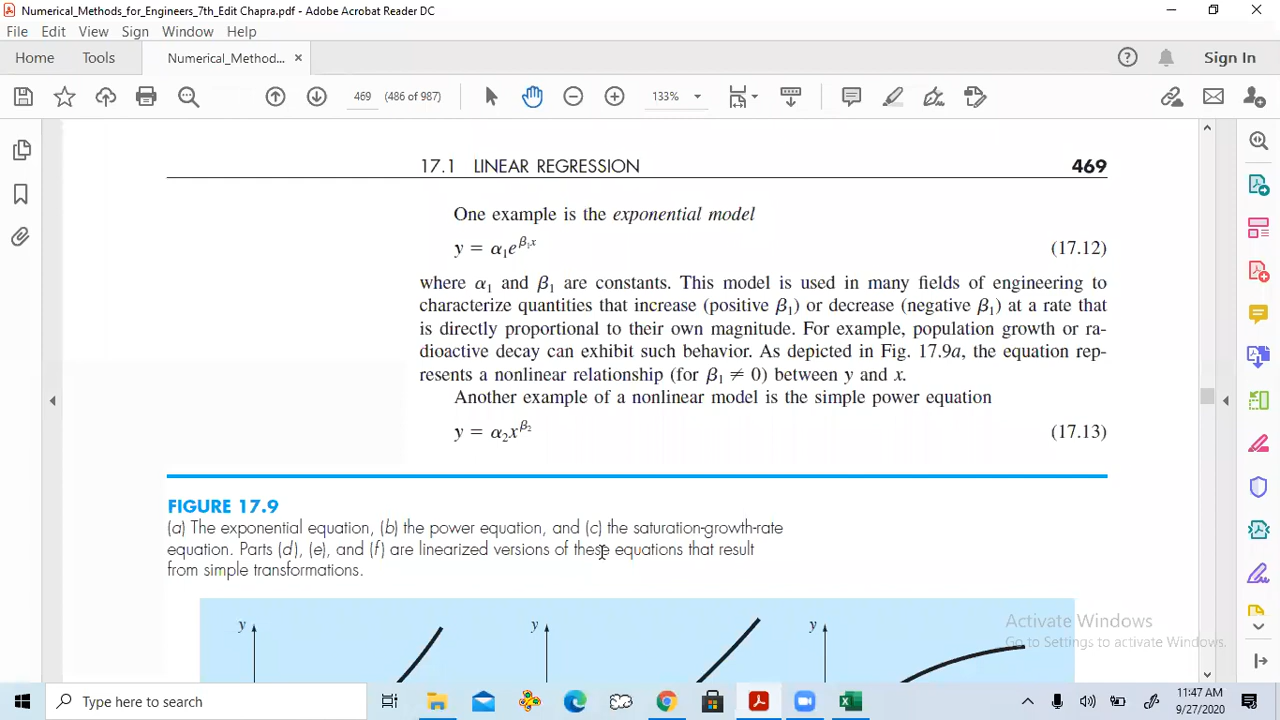 Numerical_Methods_for_Engineers_7th_Edit Chapra.pdf - Adobe Acrobat Reader DC
File Edit View Sign Window Help
Home Tools Numerical_Method... × Sign In
469 (486 of 987) 133%
17.1 LINEAR REGRESSION 469
One example is the exponential model
y = α₁e^β₁x (17.12)
where α₁ and β₁ are constants. This model is used in many fields of engineering to
characterize quantities that increase (positive β₁) or decrease (negative β₁) at a rate that
is directly proportional to their own magnitude. For example, population growth or ra-
dioactive decay can exhibit such behavior. As depicted in Fig. 17.9a, the equation rep-
resents a nonlinear relationship (for β₁ ≠ 0) between y and x.
Another example of a nonlinear model is the simple power equation
y = α₂x^β₂ (17.13)
FIGURE 17.9
(a) The exponential equation, (b) the power equation, and (c) the saturation-growth-rate
equation. Parts (d), (e), and (f) are linearized versions of these equations that result
from simple transformations.
y y y
Activate Windows
Go to Settings to activate Windows.
Type here to search
11:47 AM
9/27/2020